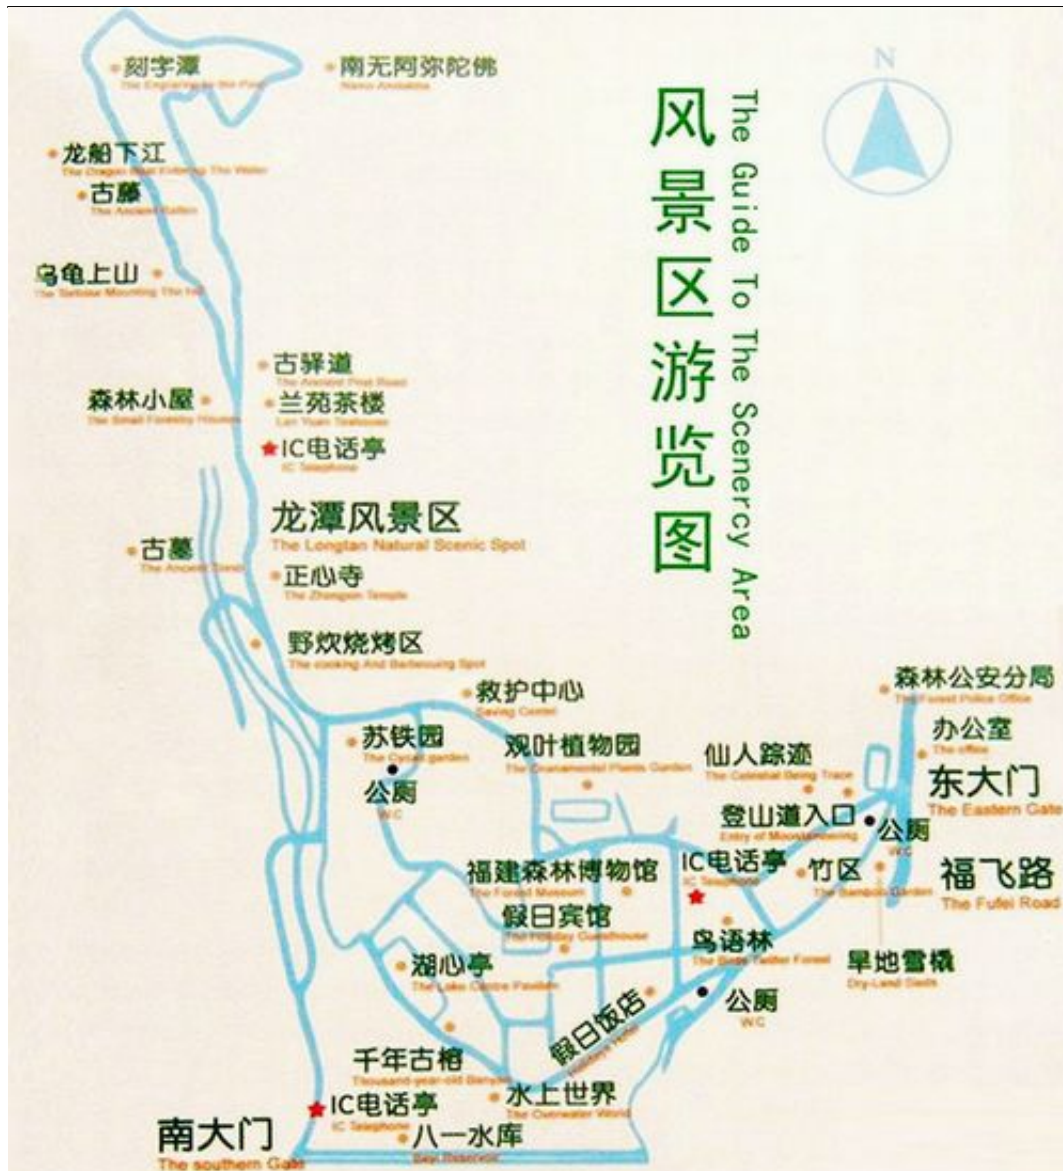 刻字潭
南无阿弥陀佛
N
风景区游览图
The Guide To The Scenercy Area
龙船下江
古藤
The Ancient Ratten
乌龟上山
古驿道
The Ancient Post Road
森林小屋
兰苑茶楼
Lan Yuan Teahouse
IC电话亭
IC Telephone
龙潭风景区
The Longtan Natural Scenic Spot
古墓
正心寺
The Zhengxin Temple
野炊烧烤区
The cooking And Barbecuing Spot
救护中心
Saving Center
森林公安分局
The Forest Police Office
苏铁园
公厕
W.C
观叶植物园
The Ornamental Plants Garden
仙人踪迹
The Celestial Being Trace
办公室
The office
东大门
The Eastern Gate
登山道入口
Entry of Mountaineering
公厕
W.C
福建森林博物馆
The Forest Museum
IC电话亭
IC Telephone
竹区
The Bamboo Garden
福飞路
The Fufei Road
假日宾馆
The Holiday Guesthouse
鸟语林
The Birds Twitter Forest
旱地雪橇
Dry-Land Sleds
湖心亭
The Lake Centre Pavilion
假日饭店
公厕
W.C
千年古榕
Thousand-year-old Banyan
水上世界
The Overwater World
IC电话亭
IC Telephone
南大门
The southern Gate
八一水库
Bayi Reservoir